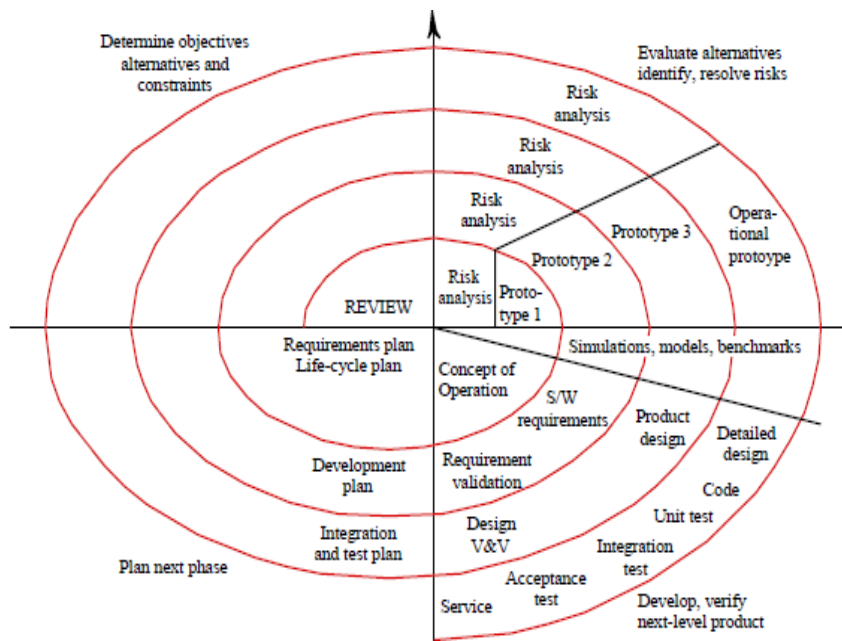 Determine objectives
alternatives and
constraints
Evaluate alternatives
identify, resolve risks
Risk
analysis
Risk
analysis
Risk
analysis
Risk
analysis
Opera-
tional
protoype
Prototype 3
Prototype 2
Proto-
type 1
REVIEW
Requirements plan
Life-cycle plan
Simulations, models, benchmarks
Concept of
Operation
S/W
requirements
Product
design
Detailed
design
Development
plan
Requirement
validation
Code
Unit test
Integration
and test plan
Design
V&V
Integration
test
Plan next phase
Acceptance
test
Service
Develop, verify
next-level product